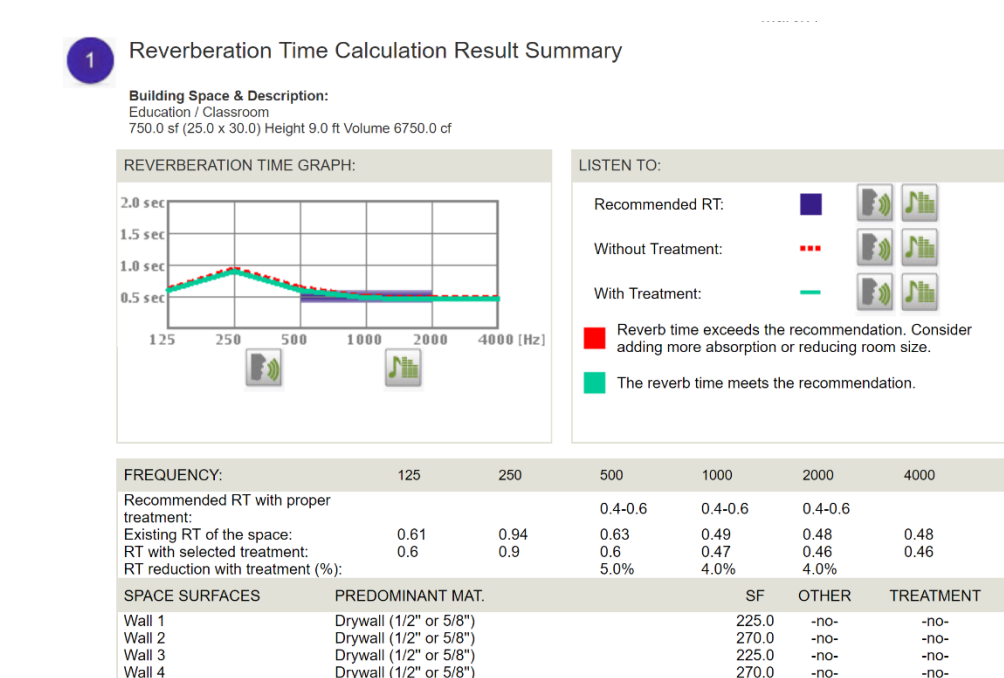 1
Reverberation Time Calculation Result Summary
Building Space & Description:
Education / Classroom
750.0 sf (25.0 x 30.0) Height 9.0 ft Volume 6750.0 cf
REVERBERATION TIME GRAPH:
2.0 sec
1.5 sec
1.0 sec
0.5 sec
125 250 500 1000 2000 4000 [Hz]
LISTEN TO:
Recommended RT:
Without Treatment:
With Treatment:
Reverb time exceeds the recommendation. Consider
adding more absorption or reducing room size.
The reverb time meets the recommendation.
FREQUENCY: 125 250 500 1000 2000 4000
Recommended RT with proper
treatment: 0.4-0.6 0.4-0.6 0.4-0.6
Existing RT of the space: 0.61 0.94 0.63 0.49 0.48 0.48
RT with selected treatment: 0.6 0.9 0.6 0.47 0.46 0.46
RT reduction with treatment (%): 5.0% 4.0% 4.0%
SPACE SURFACES PREDOMINANT MAT. SF OTHER TREATMENT
Wall 1 Drywall (1/2" or 5/8") 225.0 -no- -no-
Wall 2 Drywall (1/2" or 5/8") 270.0 -no- -no-
Wall 3 Drywall (1/2" or 5/8") 225.0 -no- -no-
Wall 4 Drywall (1/2" or 5/8") 270.0 -no- -no-